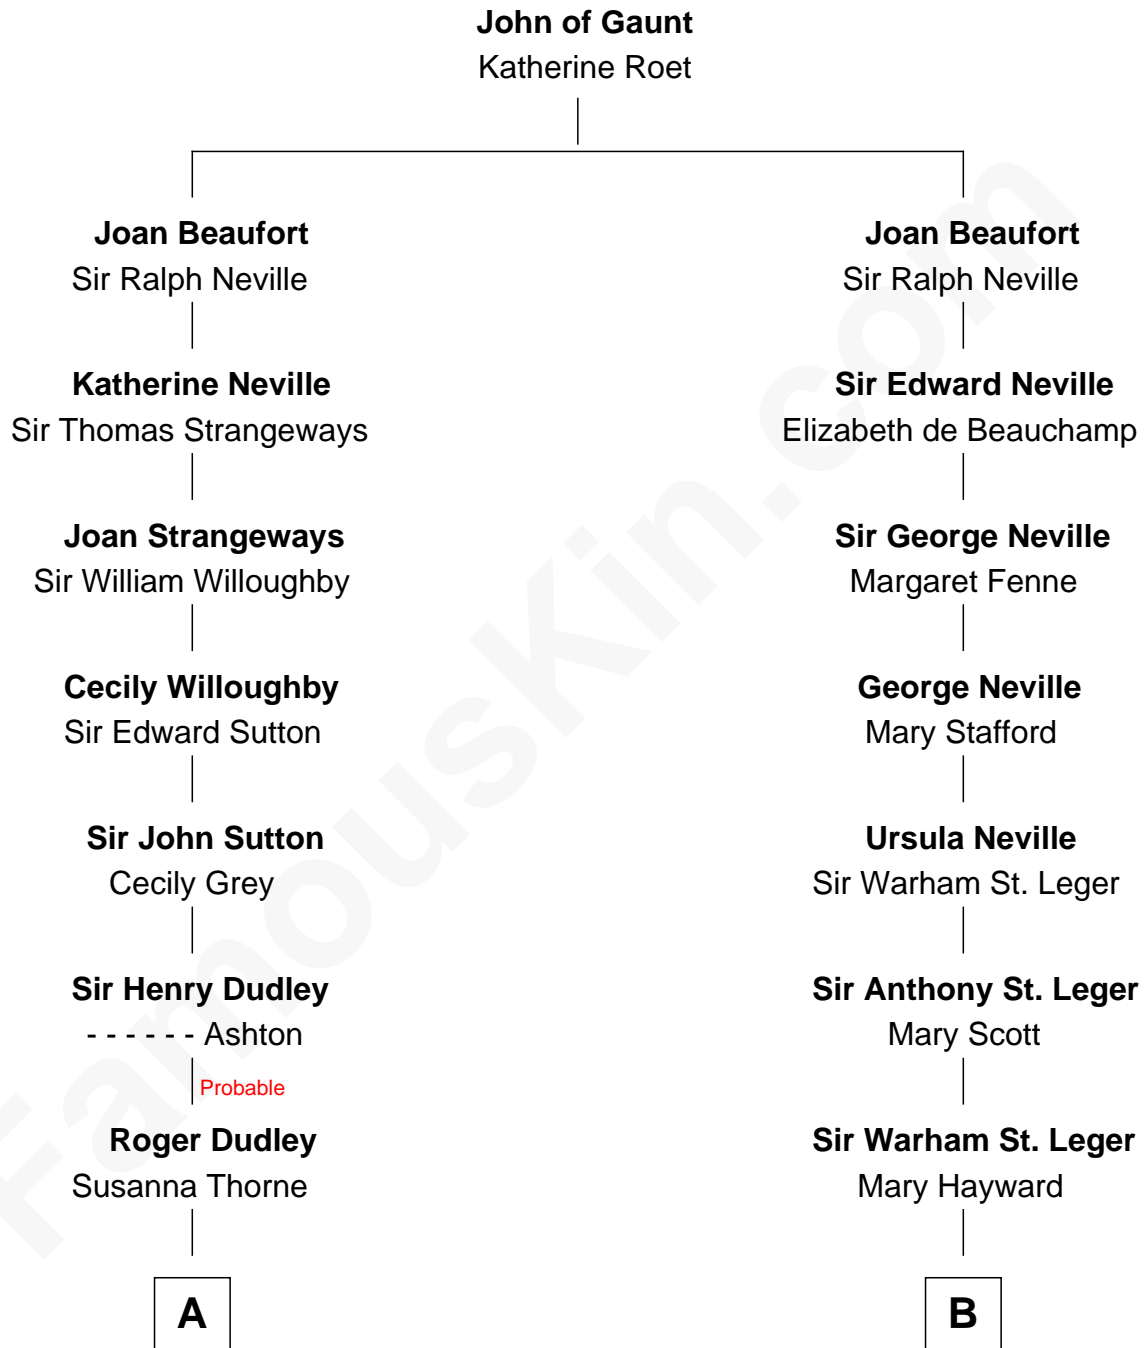 John of Gaunt
Katherine Roet
Joan Beaufort
Sir Ralph Neville
Katherine Neville
Sir Thomas Strangeways
Joan Strangeways
Sir William Willoughby
Cecily Willoughby
Sir Edward Sutton
Sir John Sutton
Cecily Grey
Sir Henry Dudley
- - - - - - Ashton
Probable
Roger Dudley
Susanna Thorne
A
Joan Beaufort
Sir Ralph Neville
Sir Edward Neville
Elizabeth de Beauchamp
Sir George Neville
Margaret Fenne
George Neville
Mary Stafford
Ursula Neville
Sir Warham St. Leger
Sir Anthony St. Leger
Mary Scott
Sir Warham St. Leger
Mary Hayward
B
FamousKin.com